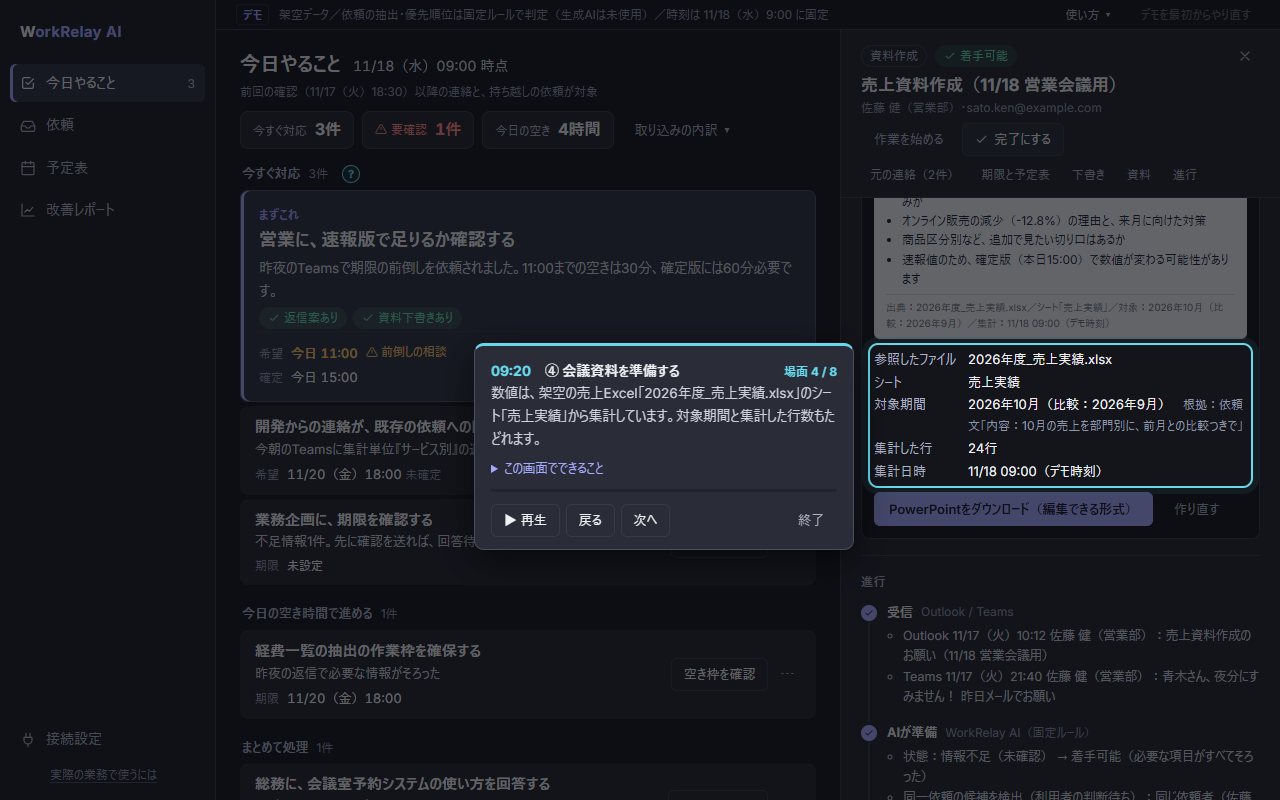 WorkRelay AI
今日やること 3
依頼
予定表
改善レポート
接続設定
実際の業務で使うには
デモ 架空データ／依頼の抽出・優先順位は固定ルールで判定（生成AIは未使用）／時刻は 11/18（水）9:00 に固定
使い方 ▼
デモを最初からやり直す
今日やること 11/18（水）09:00 時点
前回の確認（11/17（火）18:30）以降の連絡と、持ち越しの依頼が対象
今すぐ対応 3件
要確認 1件
今日の空き 4時間
取り込みの内訳 ▼
今すぐ対応 3件 ?
まずこれ
営業に、速報版で足りるか確認する
昨夜のTeamsで期限の前倒しを依頼されました。11:00までの空きは30分、確定版には60分必要で
す。
返信案あり
資料下書きあり
希望 今日 11:00 前倒しの相談
確定 今日 15:00
開発からの連絡が、既存の依頼への
今朝のTeamsに集計単位『サービス別』の
希望 11/20（金）18:00 未確定
業務企画に、期限を確認する
不足情報1件。先に確認を送れば、回答待
期限 未設定
今日の空き時間で進める 1件
経費一覧の抽出の作業枠を確保する
昨夜の返信で必要な情報がそろった
期限 11/20（金）18:00
空き枠を確認
…
まとめて処理 1件
総務に、会議室予約システムの使い方を回答する
09:20 ④ 会議資料を準備する 場面 4 / 8
数値は、架空の売上Excel「2026年度_売上実績.xlsx」のシー
ト「売上実績」から集計しています。対象期間と集計した行数もた
どれます。
▶ この画面でできること
▶ 再生
戻る
次へ
終了
資料作成
着手可能
売上資料作成（11/18 営業会議用）
佐藤 健（営業部）・sato.ken@example.com
作業を始める
完了にする
元の連絡（2件）
期限と予定表
下書き
資料
進行
みか
• オンライン販売の減少（-12.8%）の理由と、来月に向けた対策
• 商品区分別など、追加で見たい切り口はあるか
• 速報値のため、確定版（本日15:00）で数値が変わる可能性があり
ます
出典：2026年度_売上実績.xlsx／シート「売上実績」／対象：2026年10月（比
較：2026年9月）／集計：11/18 09:00（デモ時刻）
参照したファイル 2026年度_売上実績.xlsx
シート 売上実績
対象期間 2026年10月（比較：2026年9月） 根拠：依頼
文「内容：10月の売上を部門別に、前月との比較つきで」
集計した行 24行
集計日時 11/18 09:00（デモ時刻）
PowerPointをダウンロード（編集できる形式）
作り直す
進行
受信 Outlook / Teams
Outlook 11/17（火）10:12 佐藤 健（営業部）：売上資料作成の
お願い（11/18 営業会議用）
Teams 11/17（火）21:40 佐藤 健（営業部）：青木さん、夜分にす
みません！ 昨日メールでお願い
AIが準備 WorkRelay AI（固定ルール）
状態：情報不足（未確認）→ 着手可能（必要な項目がすべてそろ
った）
同一依頼の候補を検出（利用者の判断待ち）：同じ依頼者（佐藤